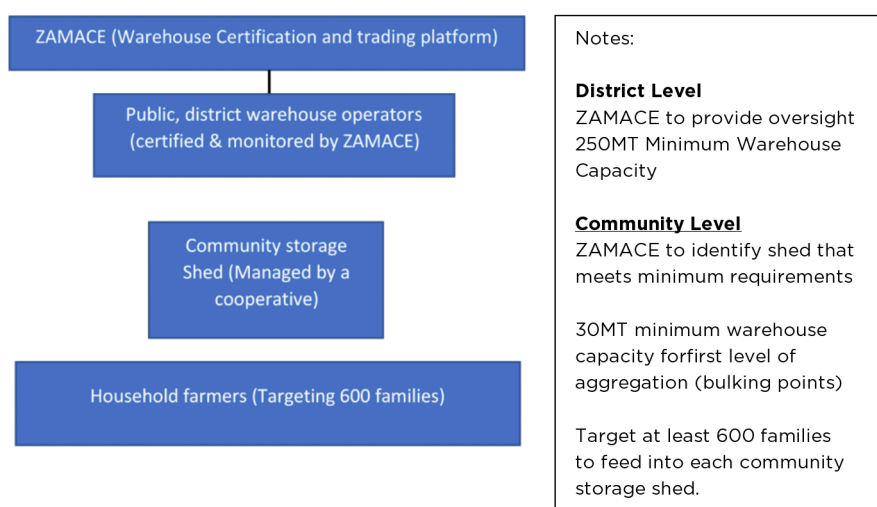 ZAMACE (Warehouse Certification and trading platform)
Public, district warehouse operators
(certified & monitored by ZAMACE)
Community storage
Shed (Managed by a
cooperative)
Household farmers (Targeting 600 families)
Notes:
District Level
ZAMACE to provide oversight
250MT Minimum Warehouse
Capacity
Community Level
ZAMACE to identify shed that
meets minimum requirements
30MT minimum warehouse
capacity forfirst level of
aggregation (bulking points)
Target at least 600 families
to feed into each community
storage shed.